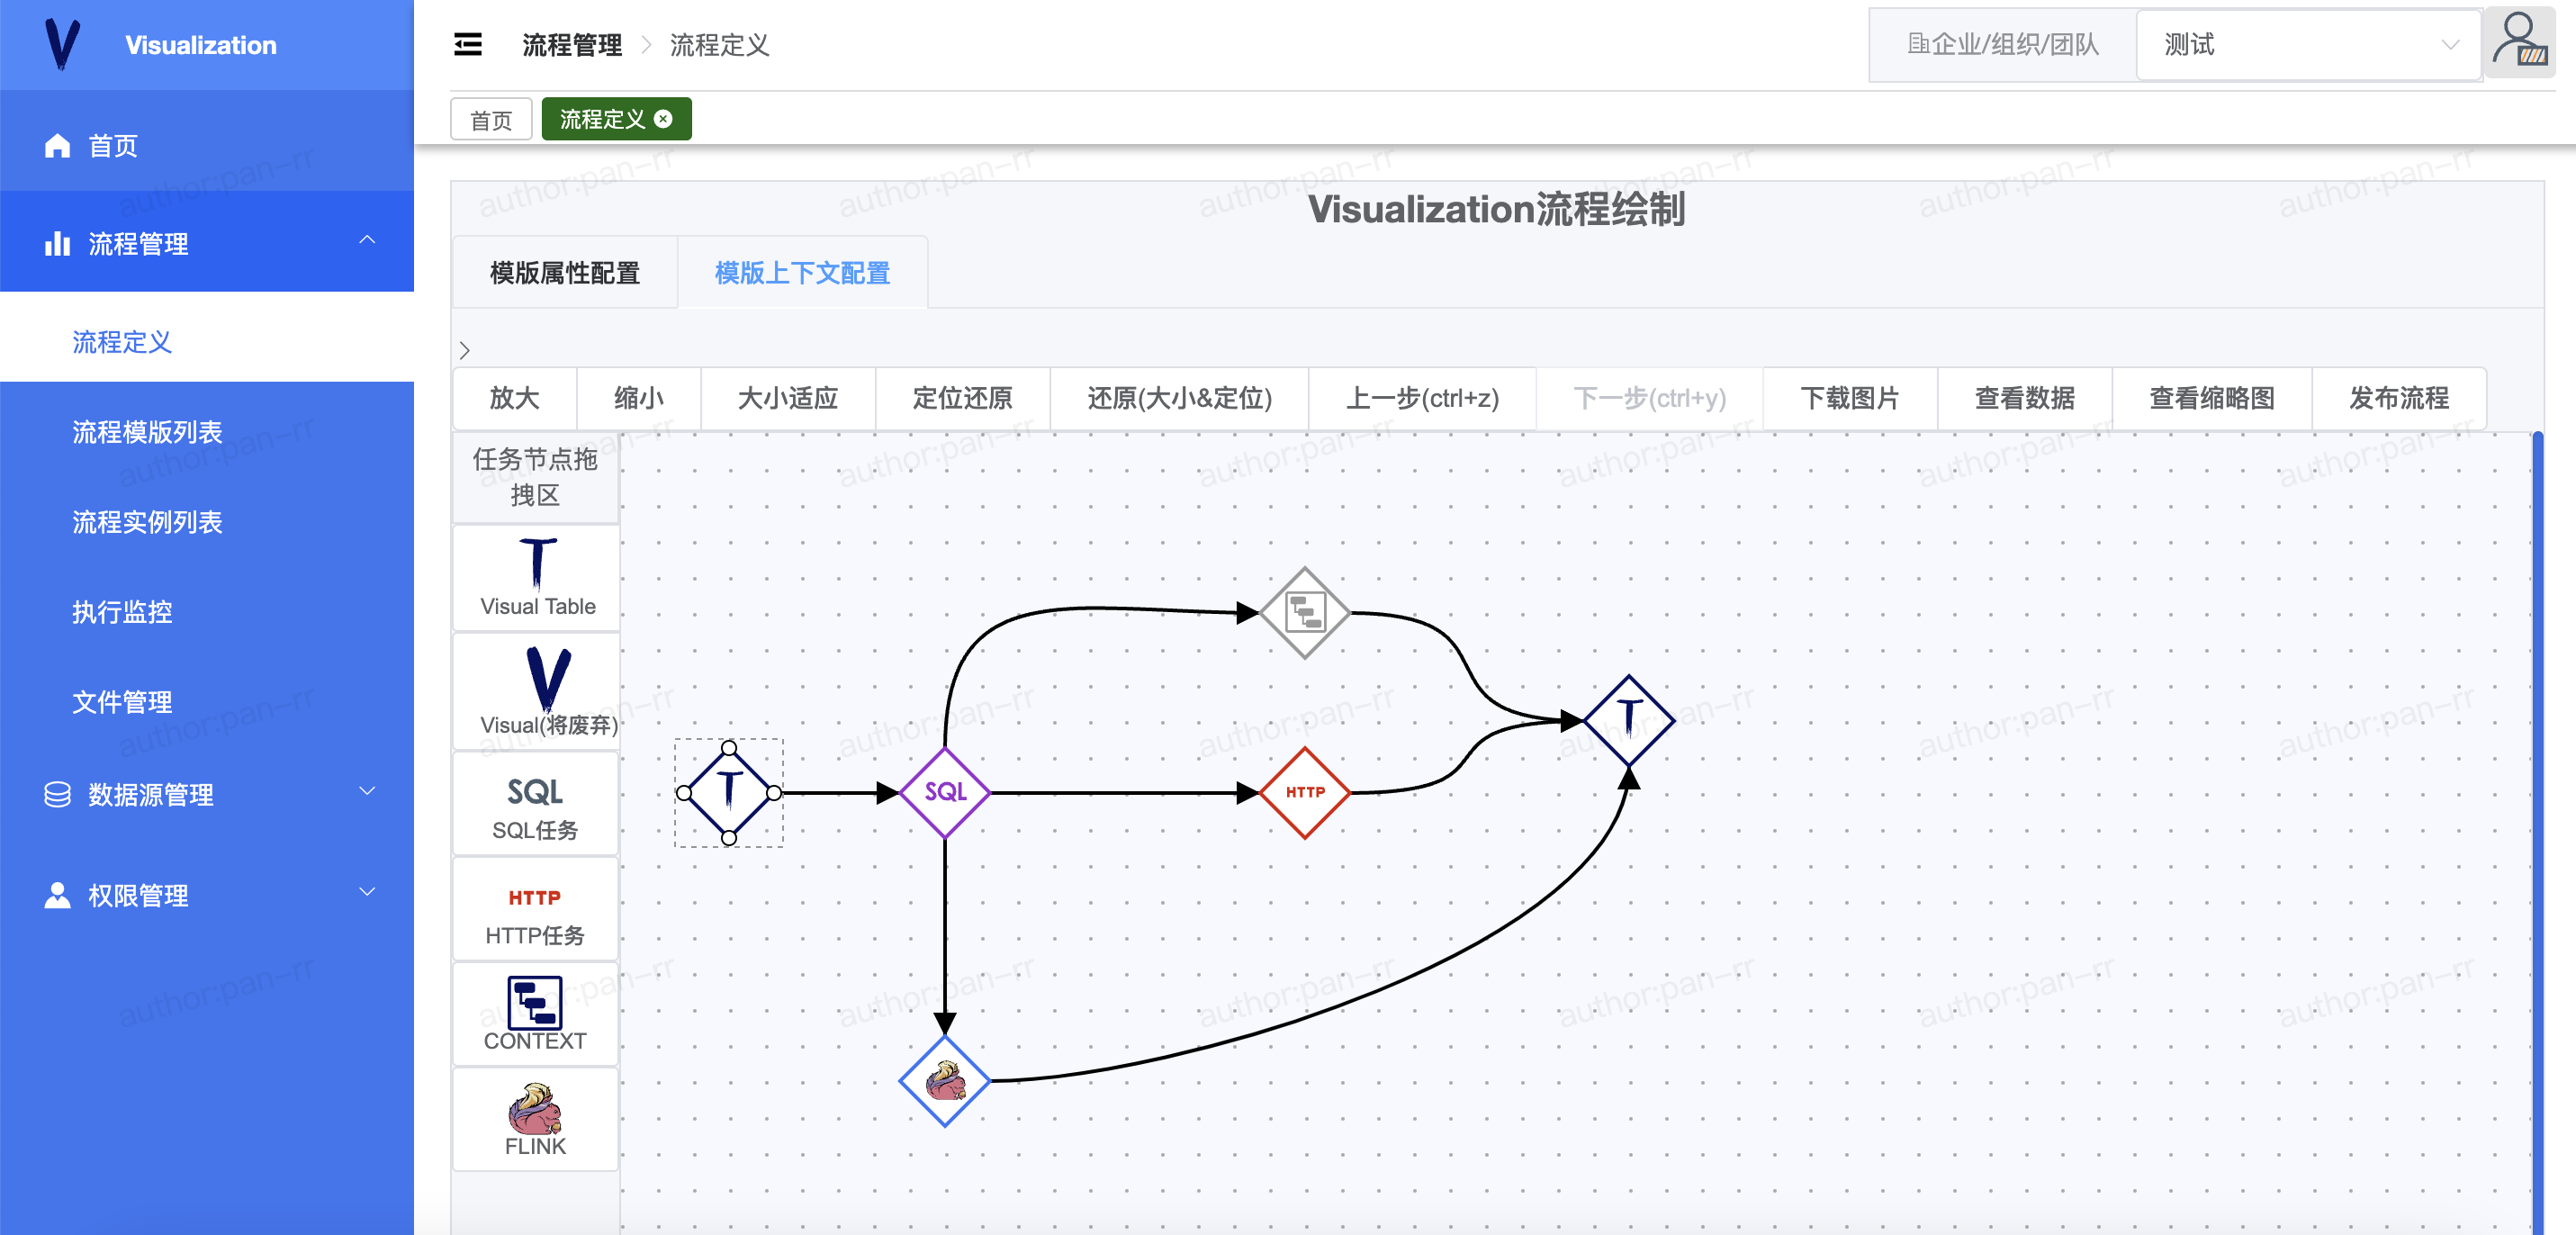 Visualization
首页
流程管理
流程定义
流程模版列表
流程实例列表
执行监控
文件管理
数据源管理
权限管理
流程管理
流程定义
企业/组织/团队
测试
首页
流程定义
Visualization流程绘制
模版属性配置
模版上下文配置
放大
缩小
大小适应
定位还原
还原(大小&定位)
上一步(ctrl+z)
下一步(ctrl+y)
下载图片
查看数据
查看缩略图
发布流程
任务节点拖
拽区
T
Visual Table
V
Visual(将废弃)
SQL
SQL任务
HTTP
HTTP任务
CONTEXT
FLINK
T
SQL
HTTP
T
author:pan-rr